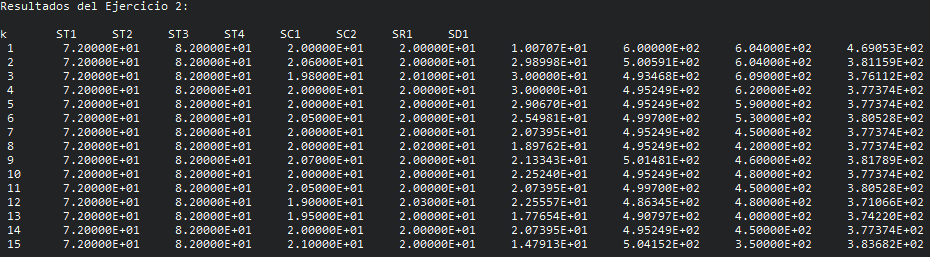 Resultados del Ejercicio 2:
k ST1 ST2 ST3 ST4 SC1 SC2 SR1 SD1
1 7.20000E+01 8.20000E+01 2.00000E+01 2.00000E+01 1.00707E+01 6.00000E+02 6.04000E+02 4.69053E+02
2 7.20000E+01 8.20000E+01 2.06000E+01 2.00000E+01 2.98998E+01 5.00591E+02 6.04000E+02 3.81159E+02
3 7.20000E+01 8.20000E+01 1.98000E+01 2.01000E+01 3.00000E+01 4.93468E+02 6.09000E+02 3.76112E+02
4 7.20000E+01 8.20000E+01 2.00000E+01 2.00000E+01 3.00000E+01 4.95249E+02 6.20000E+02 3.77374E+02
5 7.20000E+01 8.20000E+01 2.00000E+01 2.00000E+01 2.90670E+01 4.95249E+02 5.90000E+02 3.77374E+02
6 7.20000E+01 8.20000E+01 2.05000E+01 2.00000E+01 2.54981E+01 4.99700E+02 5.30000E+02 3.80528E+02
7 7.20000E+01 8.20000E+01 2.00000E+01 2.00000E+01 2.07395E+01 4.95249E+02 4.50000E+02 3.77374E+02
8 7.20000E+01 8.20000E+01 2.00000E+01 2.02000E+01 1.89762E+01 4.95249E+02 4.20000E+02 3.77374E+02
9 7.20000E+01 8.20000E+01 2.07000E+01 2.00000E+01 2.13343E+01 5.01481E+02 4.60000E+02 3.81789E+02
10 7.20000E+01 8.20000E+01 2.00000E+01 2.00000E+01 2.25240E+01 4.95249E+02 4.80000E+02 3.77374E+02
11 7.20000E+01 8.20000E+01 2.05000E+01 2.00000E+01 2.07395E+01 4.99700E+02 4.50000E+02 3.80528E+02
12 7.20000E+01 8.20000E+01 1.90000E+01 2.03000E+01 2.25557E+01 4.86345E+02 4.80000E+02 3.71066E+02
13 7.20000E+01 8.20000E+01 1.95000E+01 2.00000E+01 1.77654E+01 4.90797E+02 4.00000E+02 3.74220E+02
14 7.20000E+01 8.20000E+01 2.00000E+01 2.00000E+01 2.07395E+01 4.95249E+02 4.50000E+02 3.77374E+02
15 7.20000E+01 8.20000E+01 2.10000E+01 2.00000E+01 1.47913E+01 5.04152E+02 3.50000E+02 3.83682E+02